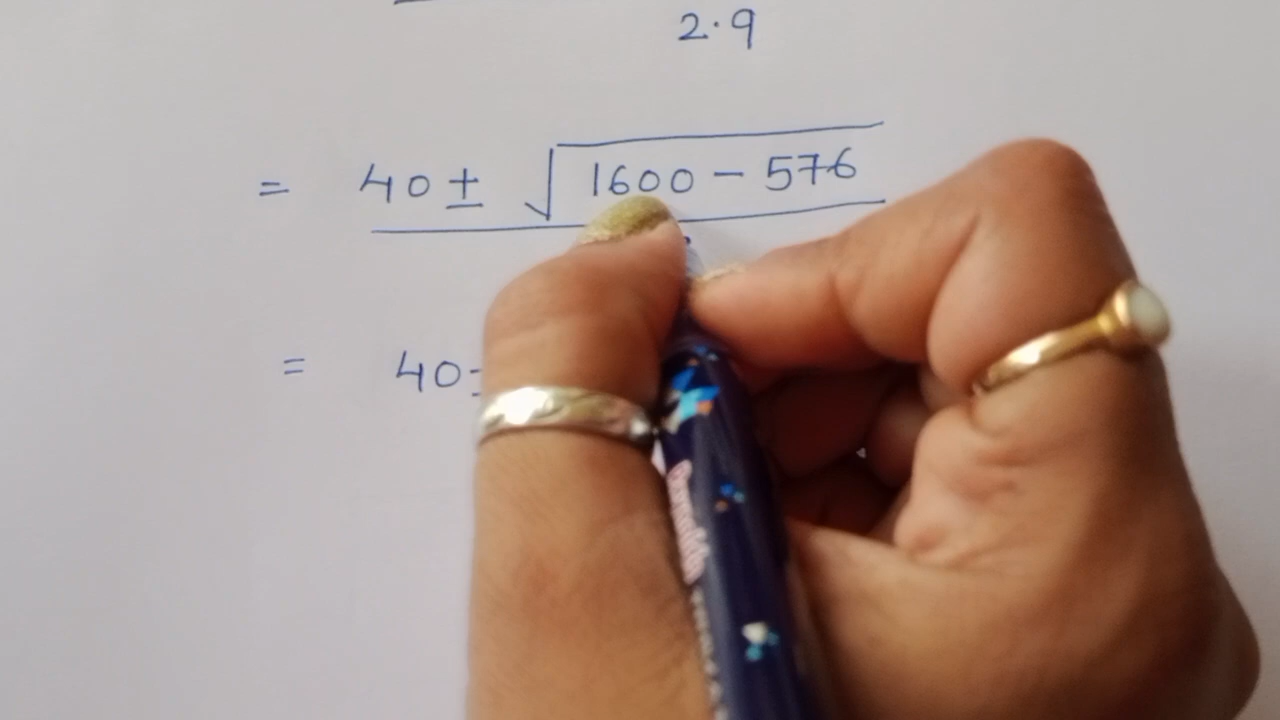 2·9
= 40 ± √1600 - 576
= 40